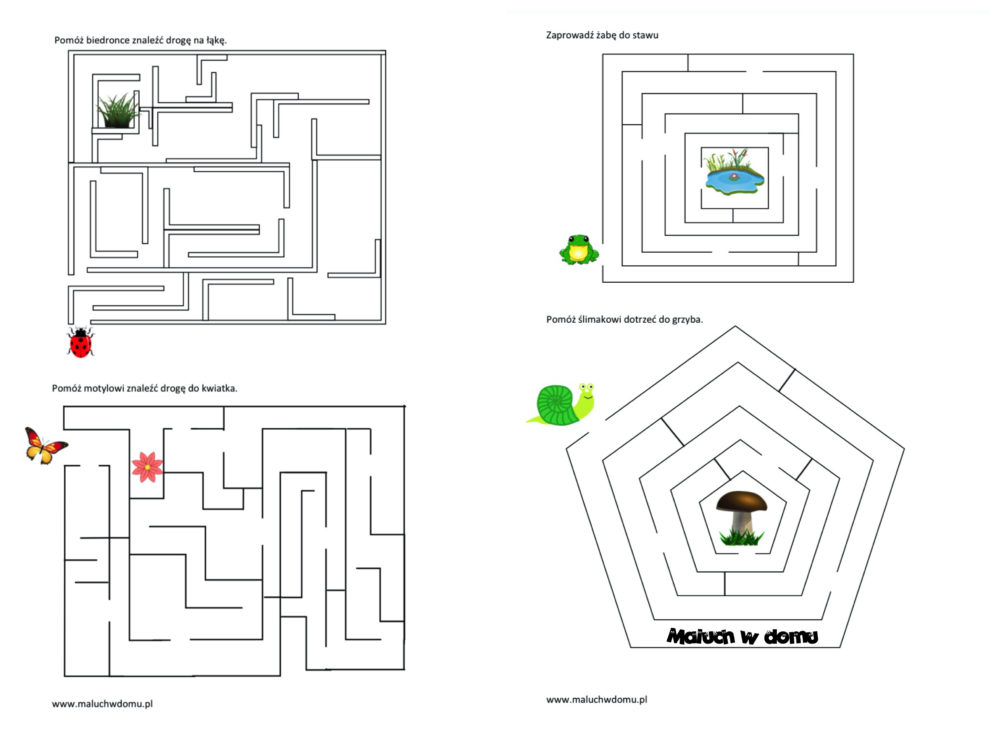 Pomóż biedronce znaleźć drogę na łąkę.
Pomóż motylowi znaleźć drogę do kwiatka.
www.maluchwdomu.pl
Zaprowadź żabę do stawu
Pomóż ślimakowi dotrzeć do grzyba.
Maluch w domu
www.maluchwdomu.pl